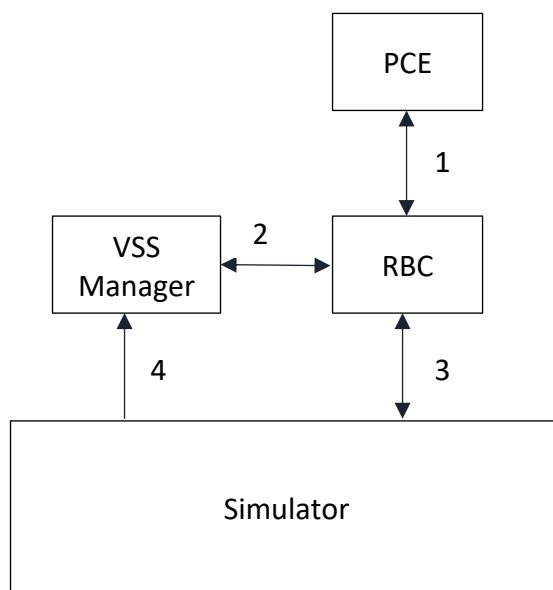 PCE
1
2
VSS
Manager
RBC
4
3
Simulator